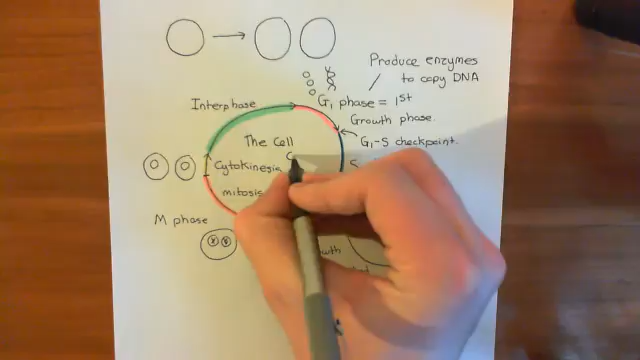 Produce enzymes
to copy DNA
Interphase
G1 phase = 1st
Growth phase.
The Cell
C
G1-S checkpoint.
S
Cytokinesis
mitosis
M phase